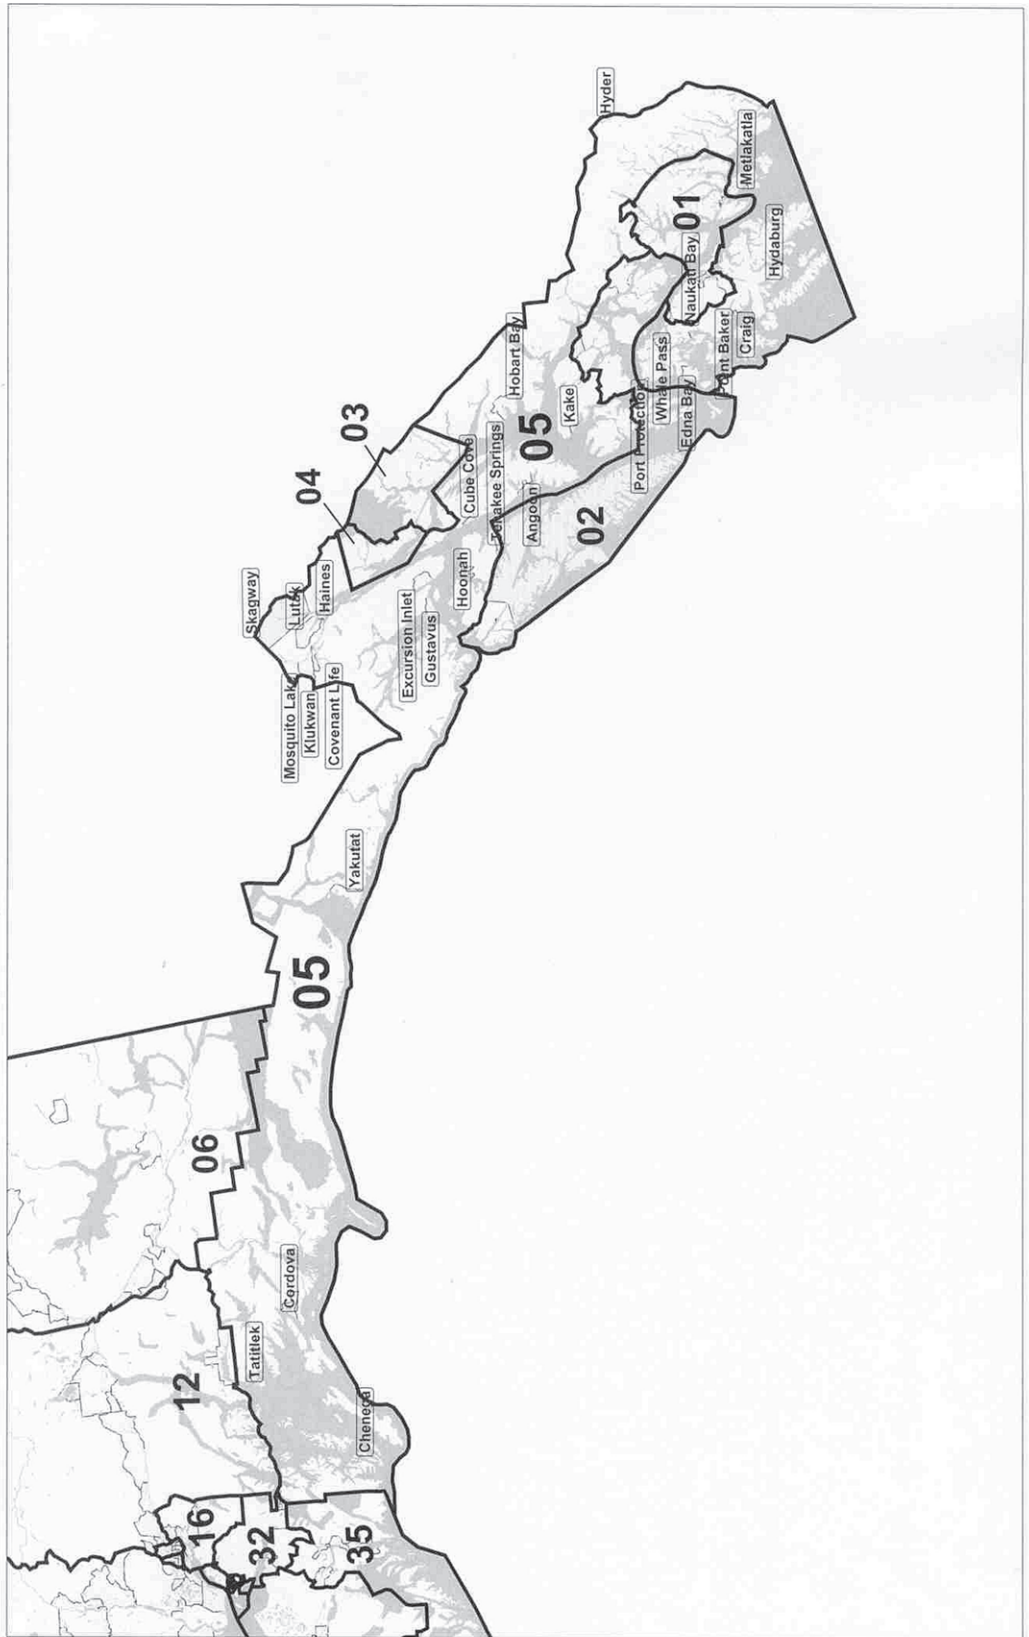 Hyder
Metlakatla
01
Hydaburg
Naukati Bay
Craig
Point Baker
Whale Pass
Edna Bay
Port Protection
Hobart Bay
Kake
05
03
04
Cube Cove
Tenakee Springs
Angoon
02
Hoonah
Skagway
Lutak
Haines
Excursion Inlet
Gustavus
Mosquito Lake
Klukwan
Covenant Life
Yakutat
05
06
Cordova
Tatitlek
12
Chenega
16
32
35